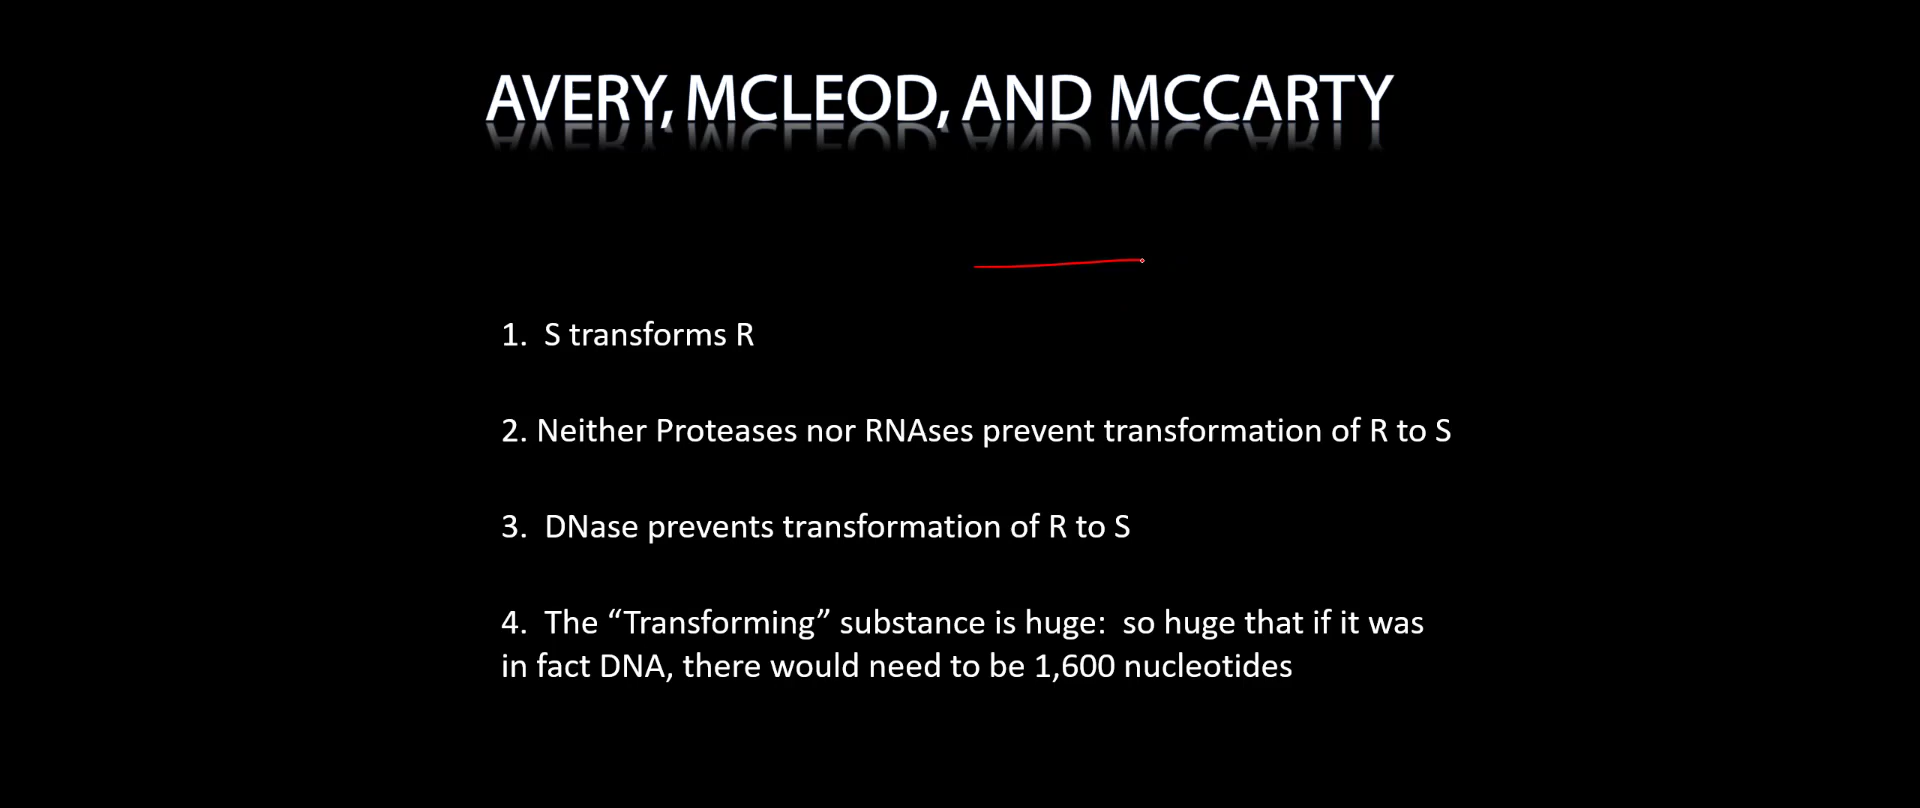 AVERY, MCLEOD, AND MCCARTY
1.  S transforms R
2. Neither Proteases nor RNAses prevent transformation of R to S
3.  DNase prevents transformation of R to S
4.  The “Transforming” substance is huge:  so huge that if it was
in fact DNA, there would need to be 1,600 nucleotides